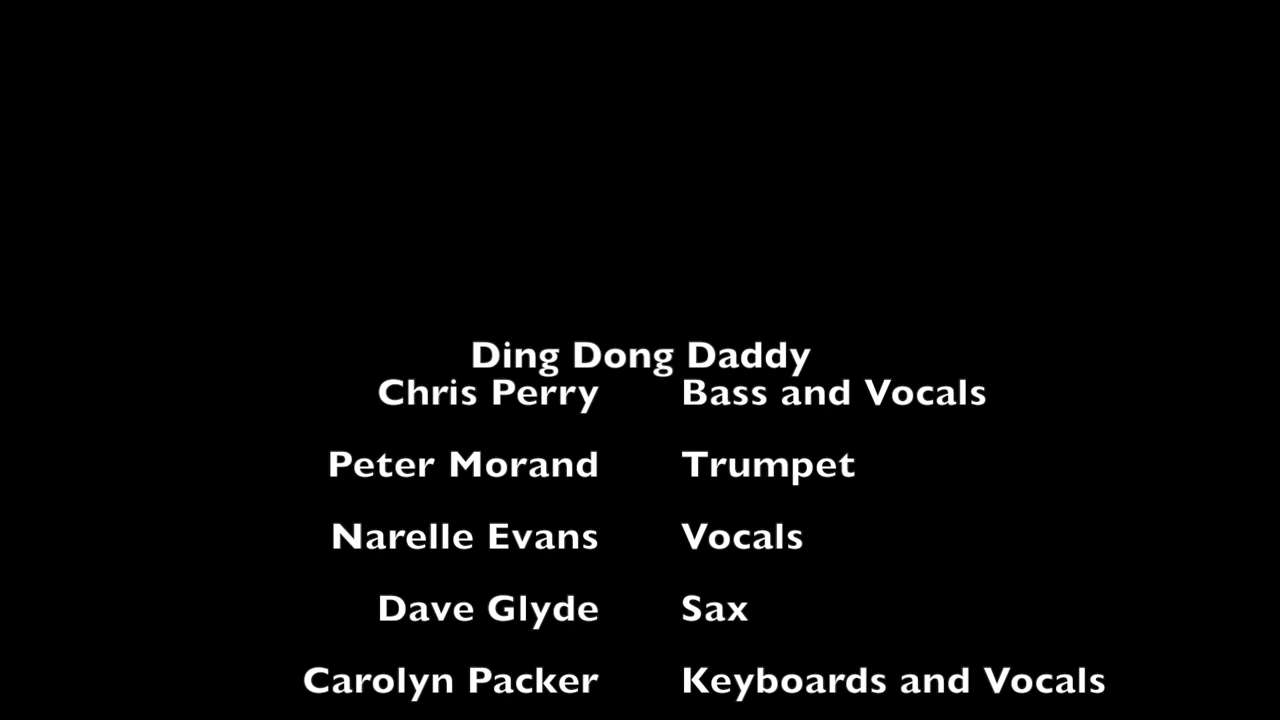 Ding Dong Daddy
Chris Perry Bass and Vocals
Peter Morand Trumpet
Narelle Evans Vocals
Dave Glyde Sax
Carolyn Packer Keyboards and Vocals